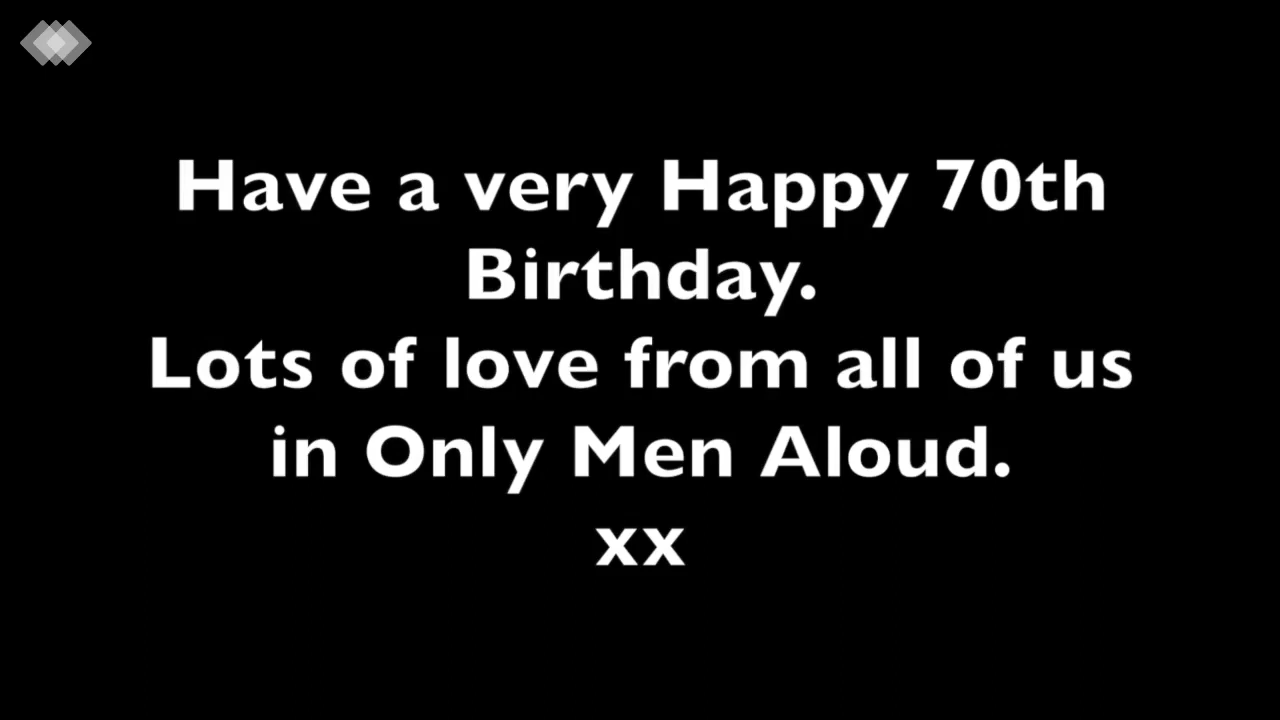 Have a very Happy 70th
Birthday.
Lots of love from all of us
in Only Men Aloud.
xx